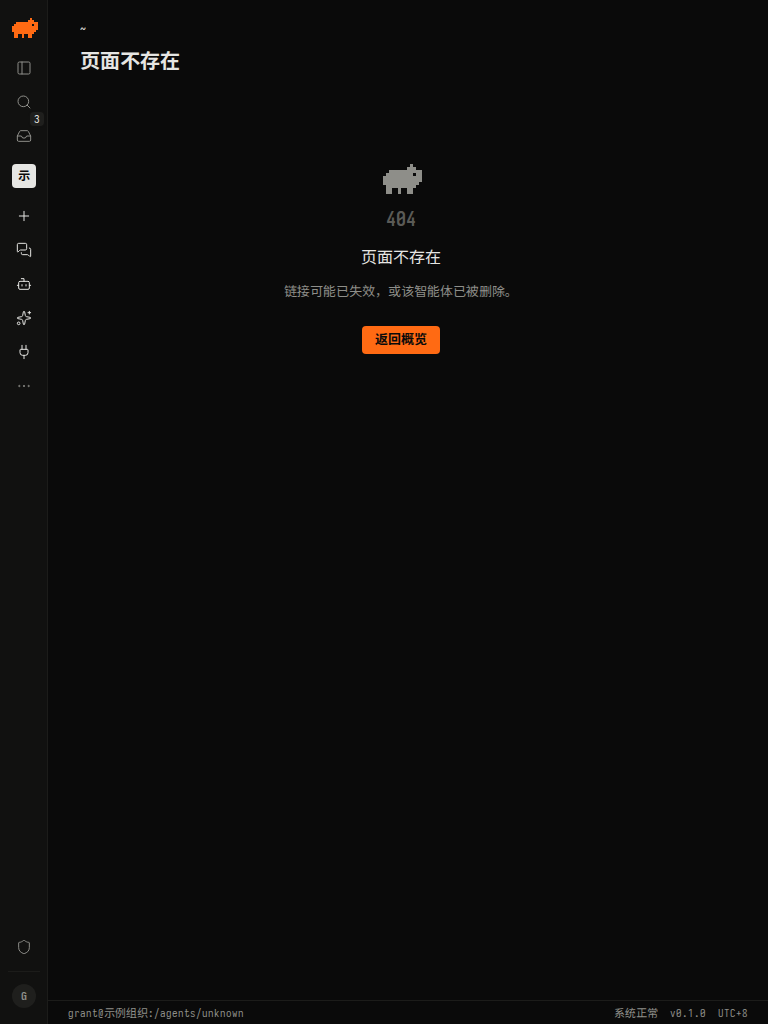 ~
页面不存在
3
示
404
页面不存在
链接可能已失效，或该智能体已被删除。
返回概览
G
grant@示例组织:/agents/unknown
系统正常 v0.1.0 UTC+8